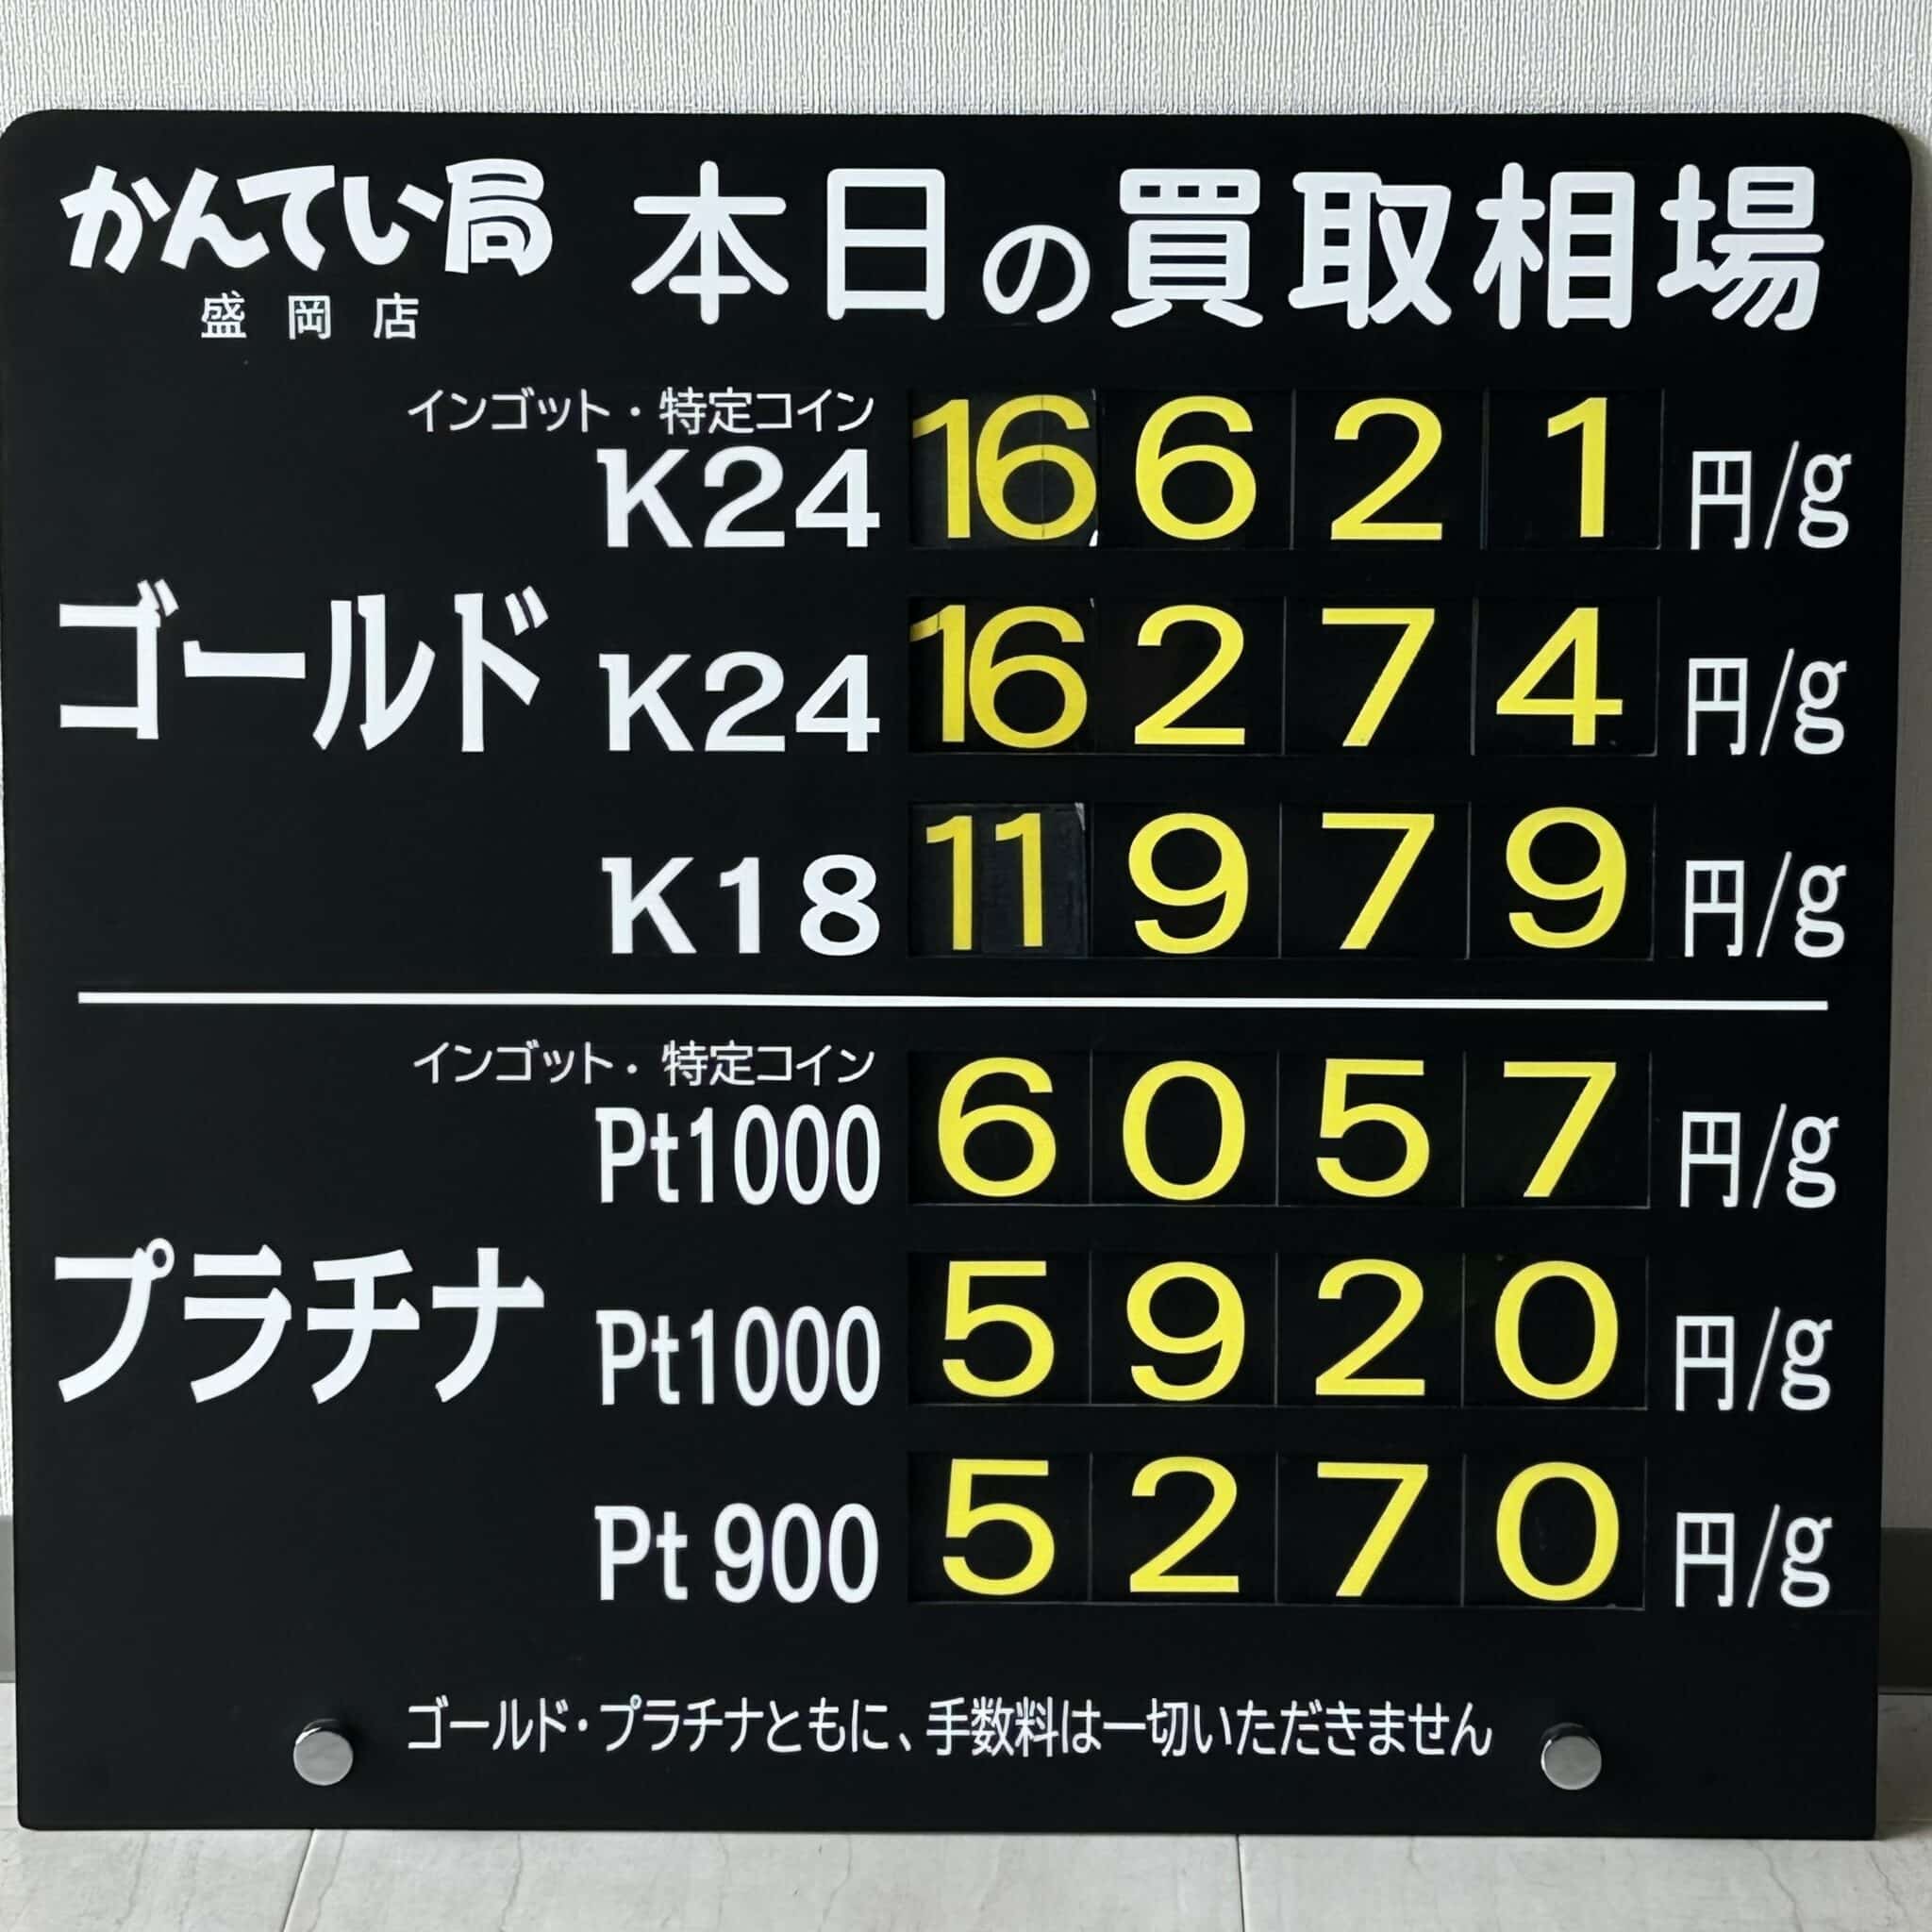 かんてい局 本日の買取相場
盛岡店
インゴット・特定コイン
K24 16621 円/g
ゴールド K24 16274 円/g
K18 11979 円/g
インゴット・特定コイン
Pt1000 6057 円/g
プラチナ Pt1000 5920 円/g
Pt900 5270 円/g
ゴールド・プラチナともに、手数料は一切いただきません